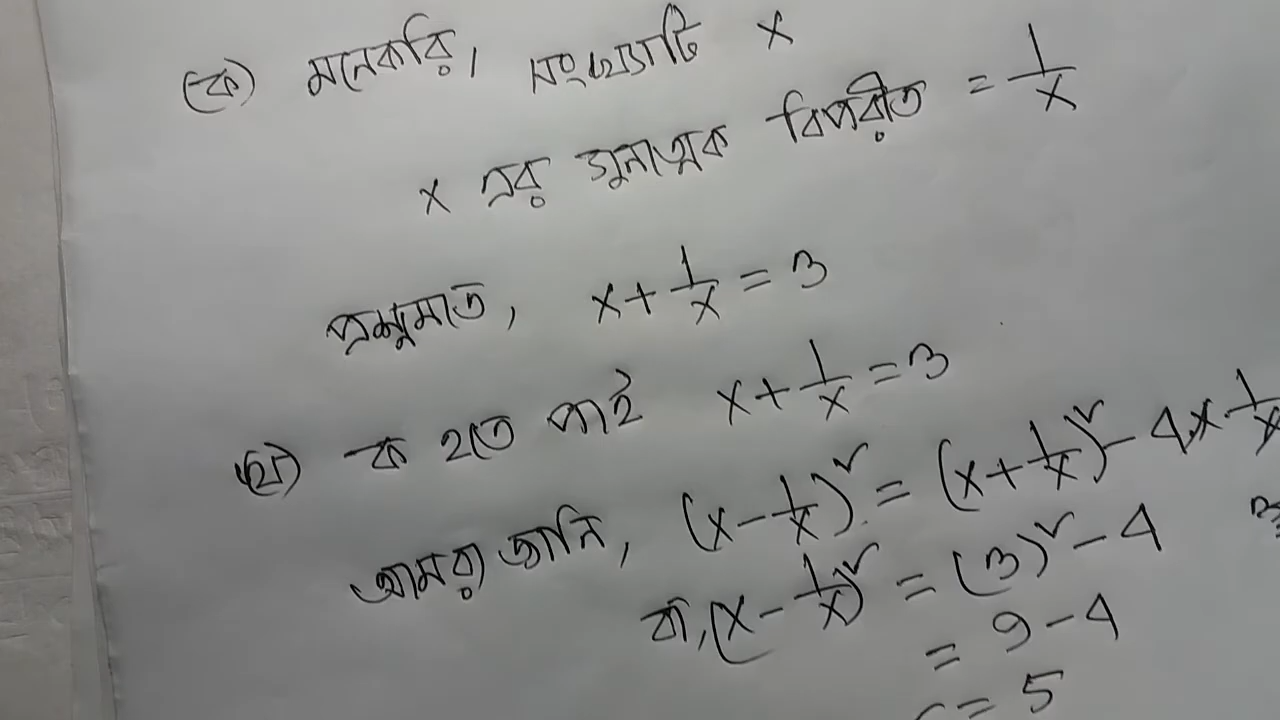 (ক) মনেকরি, সংখ্যাটি x
x এর গুনাত্মক বিপরীত = 1/x
প্রশ্নমতে, x + 1/x = 3
(খ) ক হতে পাই x + 1/x = 3
আমরা জানি, (x - 1/x)² = (x + 1/x)² - 4.x.1/x
বা, (x - 1/x)² = (3)² - 4
= 9 - 4
= 5